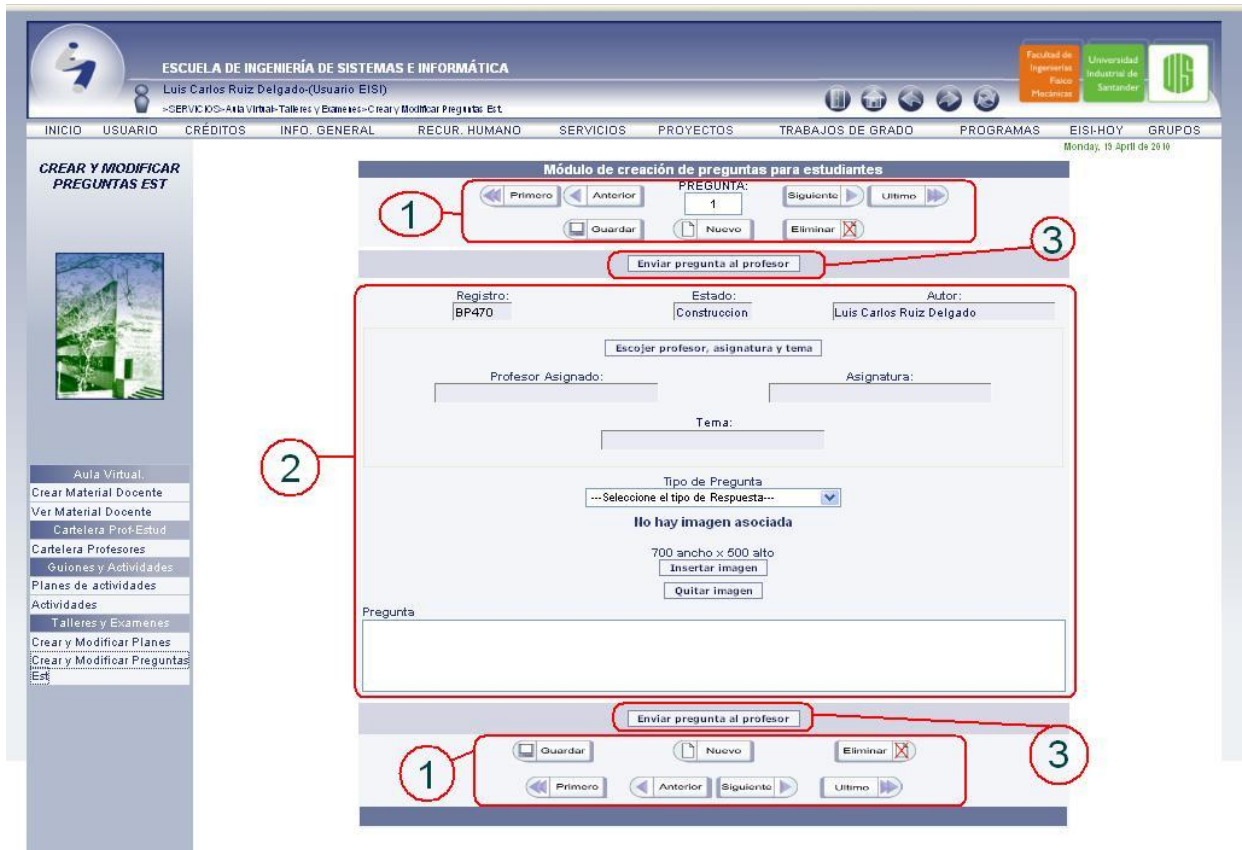 ESCUELA DE INGENIERÍA DE SISTEMAS E INFORMÁTICA
Luis Carlos Ruiz Delgado-(Usuario EISI)
»SERVICIOS»Aula Virtual»Talleres y Examenes»Crear y Modificar Preguntas Est.
Facultad de
Ingenierías
Físico
Mecánicas
Universidad
Industrial de
Santander
INICIO USUARIO CRÉDITOS INFO. GENERAL RECUR. HUMANO SERVICIOS PROYECTOS TRABAJOS DE GRADO PROGRAMAS EISI-HOY GRUPOS
Monday, 19 April de 2010
CREAR Y MODIFICAR
PREGUNTAS EST
Módulo de creación de preguntas para estudiantes
1
Primero Anterior PREGUNTA: 1 Siguiente Ultimo
Guardar Nuevo Eliminar
3
Enviar pregunta al profesor
Registro: Estado: Autor:
BP470 Construccion Luis Carlos Ruiz Delgado
Escojer profesor, asignatura y tema
Profesor Asignado: Asignatura:
Tema:
2
Tipo de Pregunta
---Seleccione el tipo de Respuesta---
No hay imagen asociada
700 ancho x 500 alto
Insertar imagen
Quitar imagen
Pregunta
Aula Virtual.
Crear Material Docente
Ver Material Docente
Cartelera Prof-Estud
Cartelera Profesores
Guiones y Actividades
Planes de actividades
Actividades
Talleres y Examenes
Crear y Modificar Planes
Crear y Modificar Preguntas
Est
Enviar pregunta al profesor
3
1
Guardar Nuevo Eliminar
Primero Anterior Siguiente Ultimo